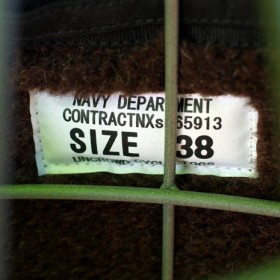 NAVY DEPARTMENT
CONTRACTNXs 65913
SIZE 38